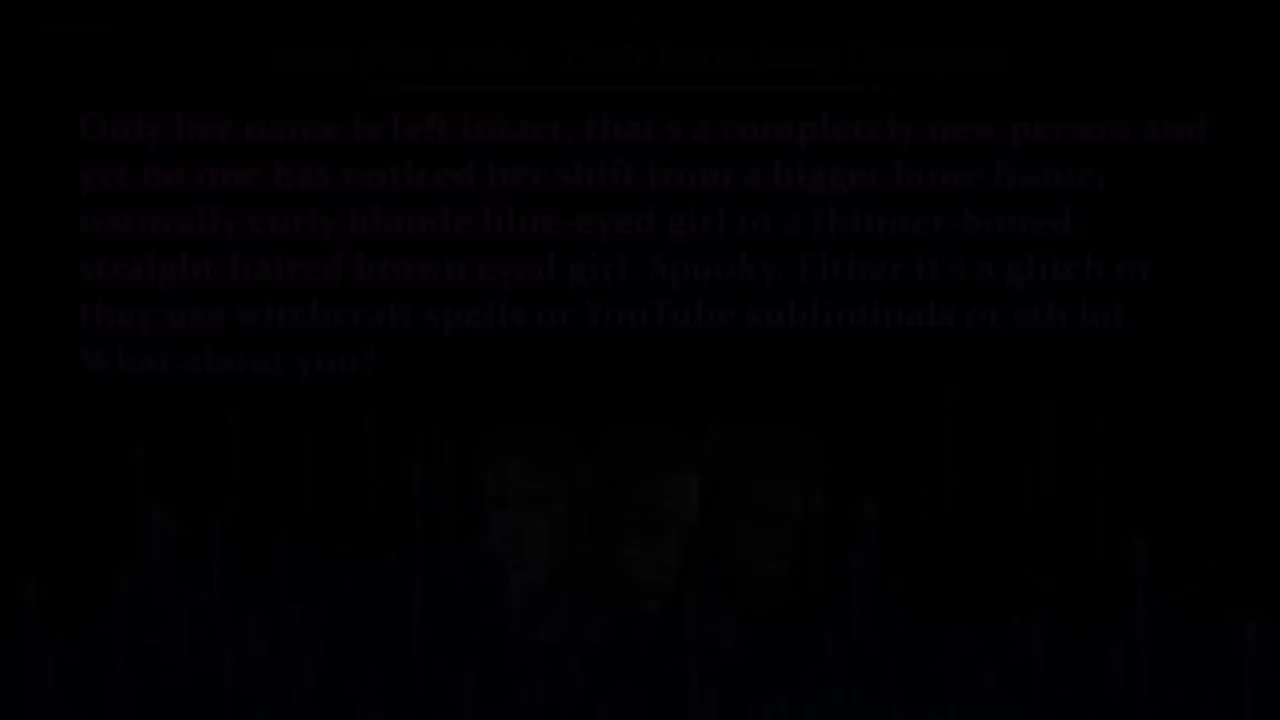 Only her name is left intact, that's a completely new person and
yet no one has noticed her shift from a bigger bone frame,
naturally curly blonde blue-eyed girl to a thinner-boned,
straight-haired brown eyed girl. Spooky. Either it's a glitch or
they use witchcraft spells or YouTube subliminals or sth lol.
What about you?